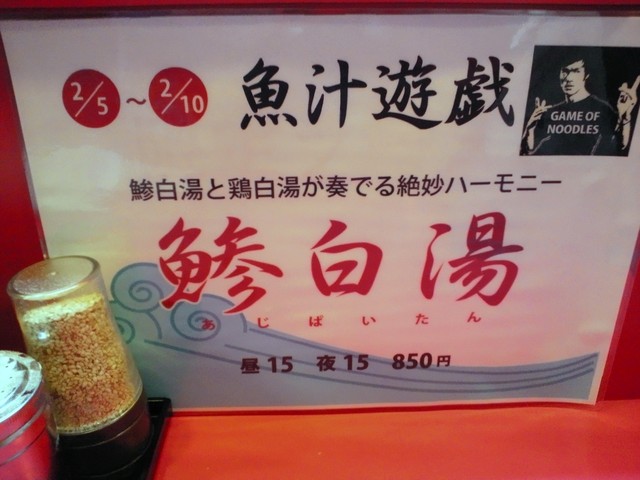 2/5～2/10 魚汁遊戯
GAME OF
NOODLES
鯵白湯と鶏白湯が奏でる絶妙ハーモニー
鯵白湯
あじぱいたん
昼15 夜15 850円